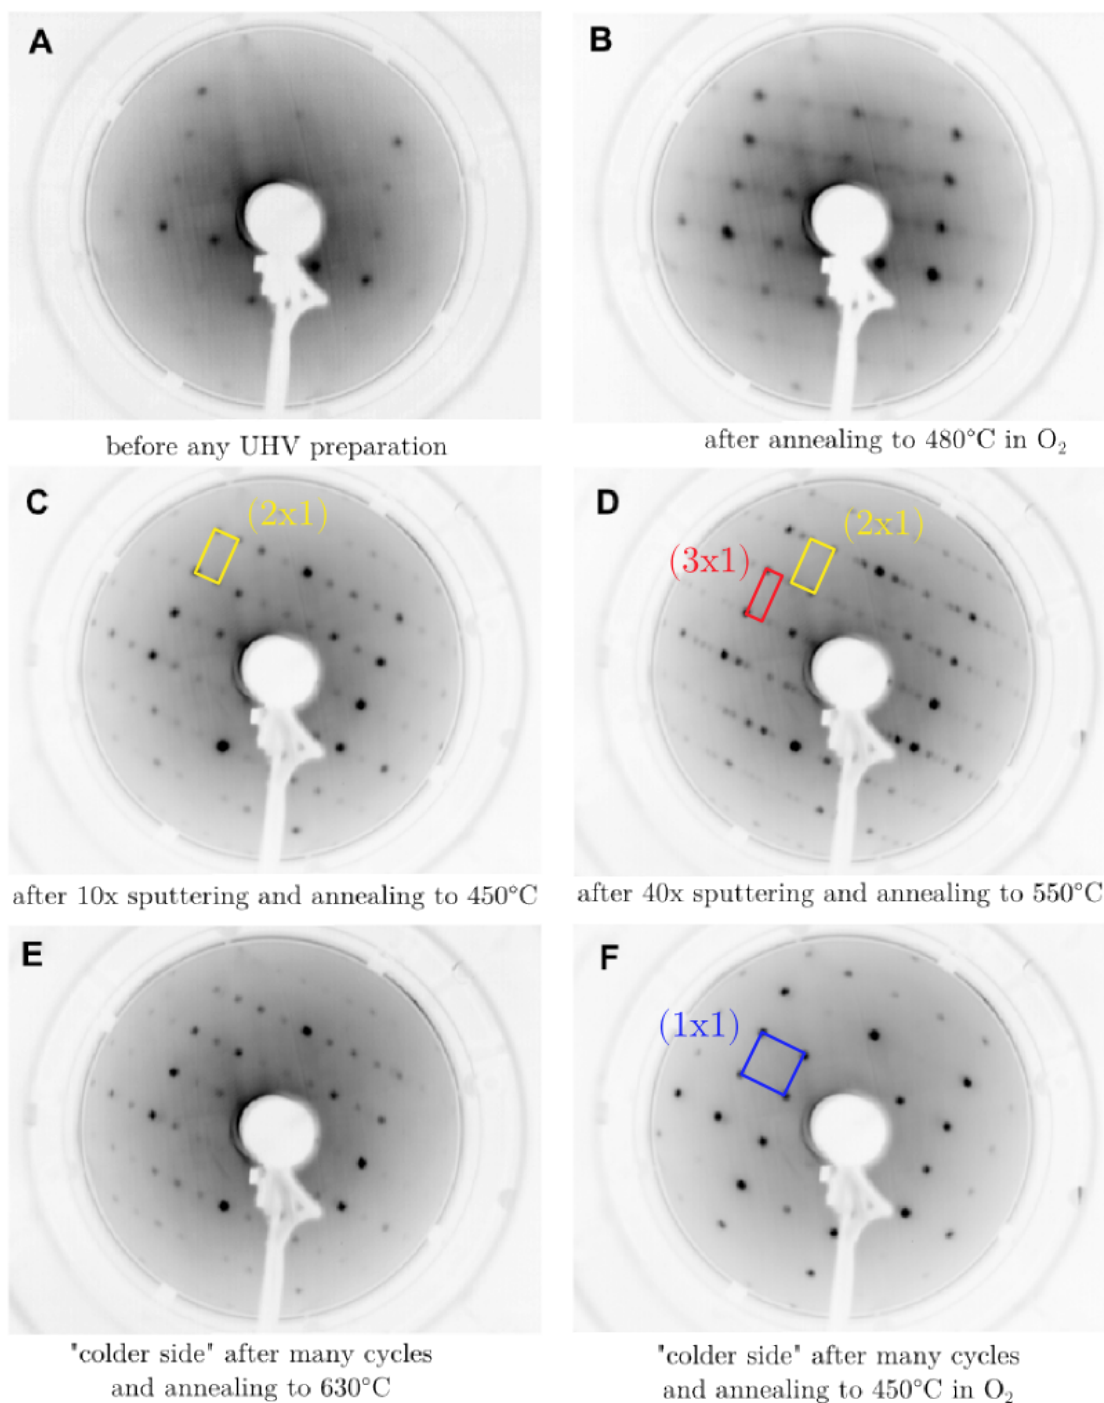 A
B
before any UHV preparation
after annealing to 480°C in O₂
C
(2x1)
D
(2x1)
(3x1)
after 10x sputtering and annealing to 450°C
after 40x sputtering and annealing to 550°C
E
F
(1x1)
"colder side" after many cycles
and annealing to 630°C
"colder side" after many cycles
and annealing to 450°C in O₂